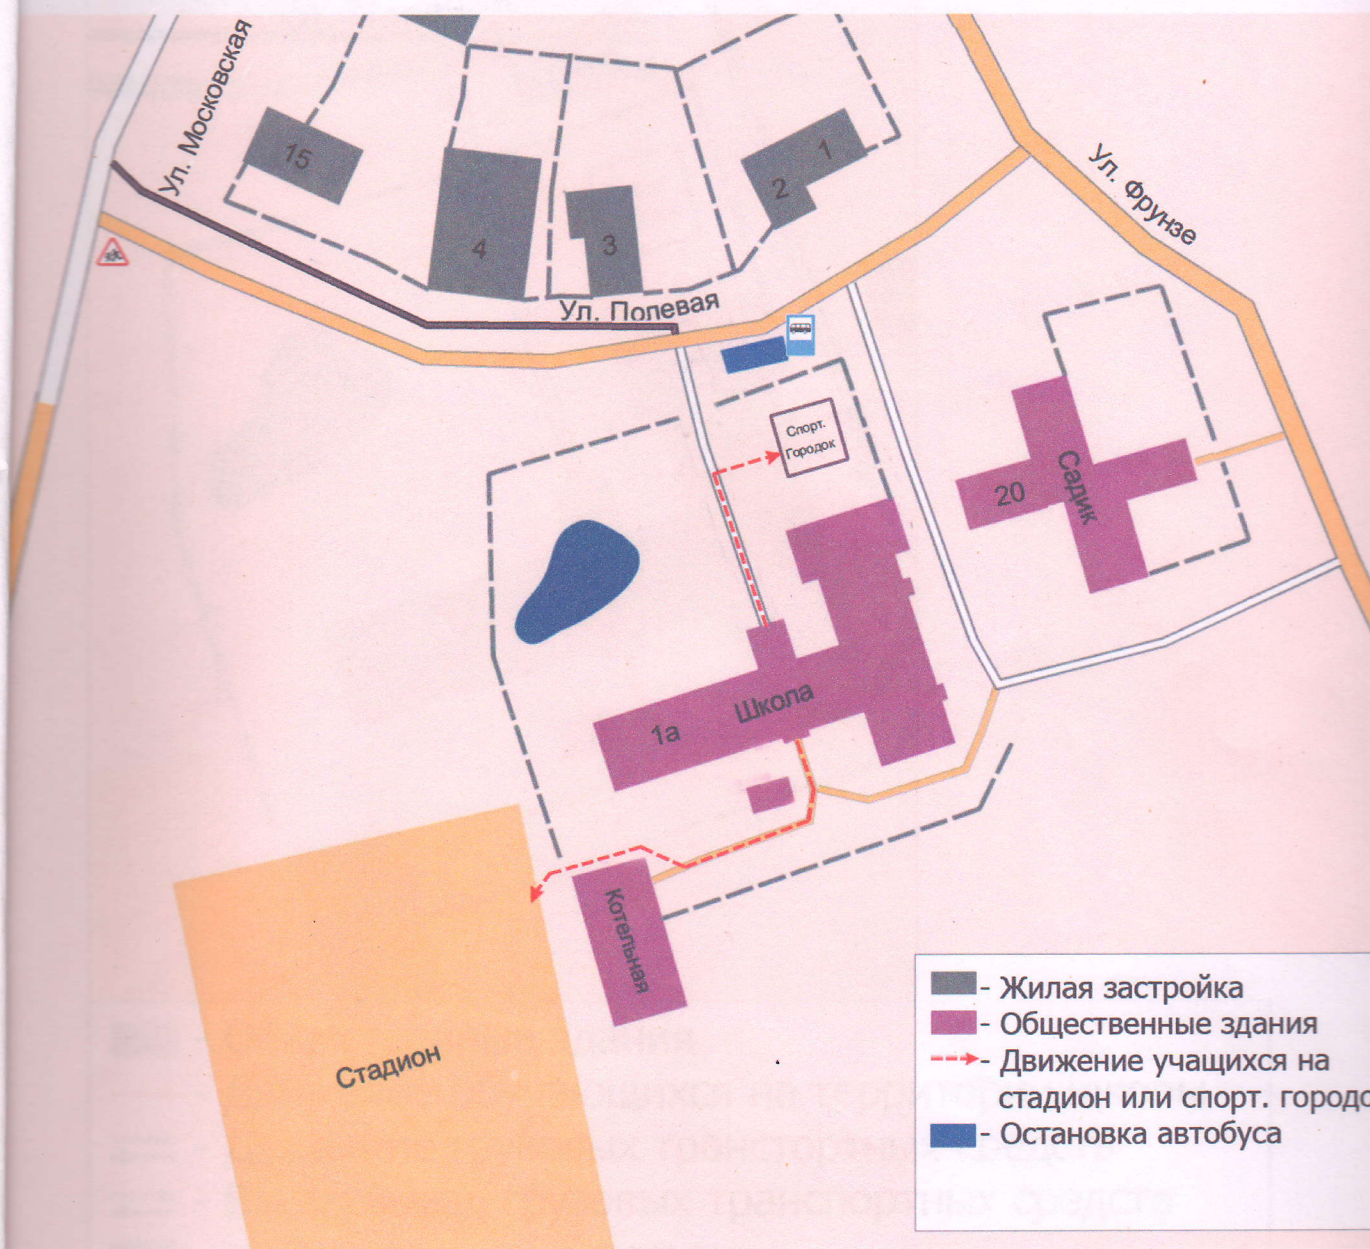 Ул. Московская
15
4
3
2
1
Ул. Полевая
Ул. Фрунзе
Спорт.
Городок
20
Садик
1а
Школа
Котельная
Стадион
- Жилая застройка
- Общественные здания
- Движение учащихся на
стадион или спорт. городо
- Остановка автобуса